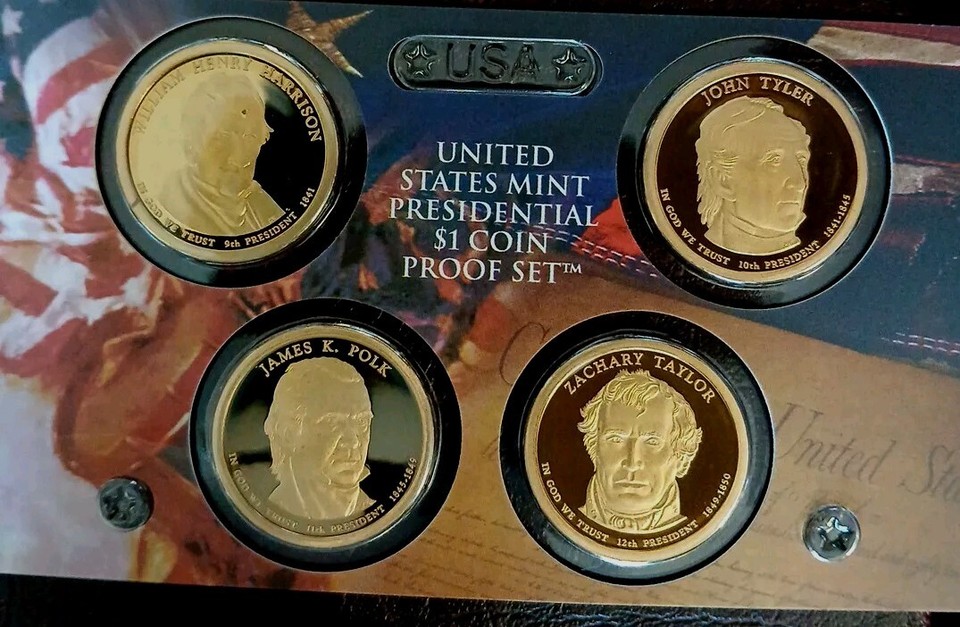 USA
WILLIAM HENRY HARRISON
IN GOD WE TRUST 9th PRESIDENT 1841
UNITED
STATES MINT
PRESIDENTIAL
$1 COIN
PROOF SET™
JOHN TYLER
IN GOD WE TRUST 10th PRESIDENT 1841-1845
JAMES K. POLK
IN GOD WE TRUST 11th PRESIDENT 1845-1849
ZACHARY TAYLOR
IN GOD WE TRUST 12th PRESIDENT 1849-1850
United